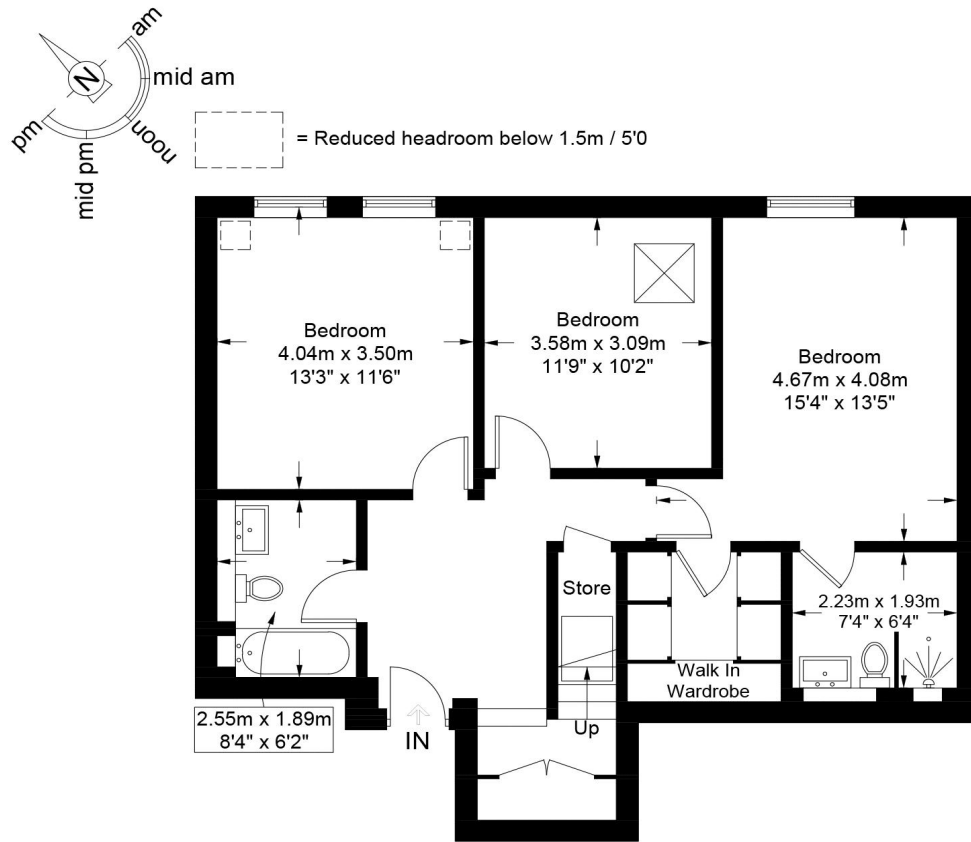 am
mid am
noon
mid pm
pm
N
= Reduced headroom below 1.5m / 5'0
Bedroom
4.04m x 3.50m
13'3" x 11'6"
Bedroom
3.58m x 3.09m
11'9" x 10'2"
Bedroom
4.67m x 4.08m
15'4" x 13'5"
Store
2.23m x 1.93m
7'4" x 6'4"
Walk In
Wardrobe
2.55m x 1.89m
8'4" x 6'2"
IN
Up